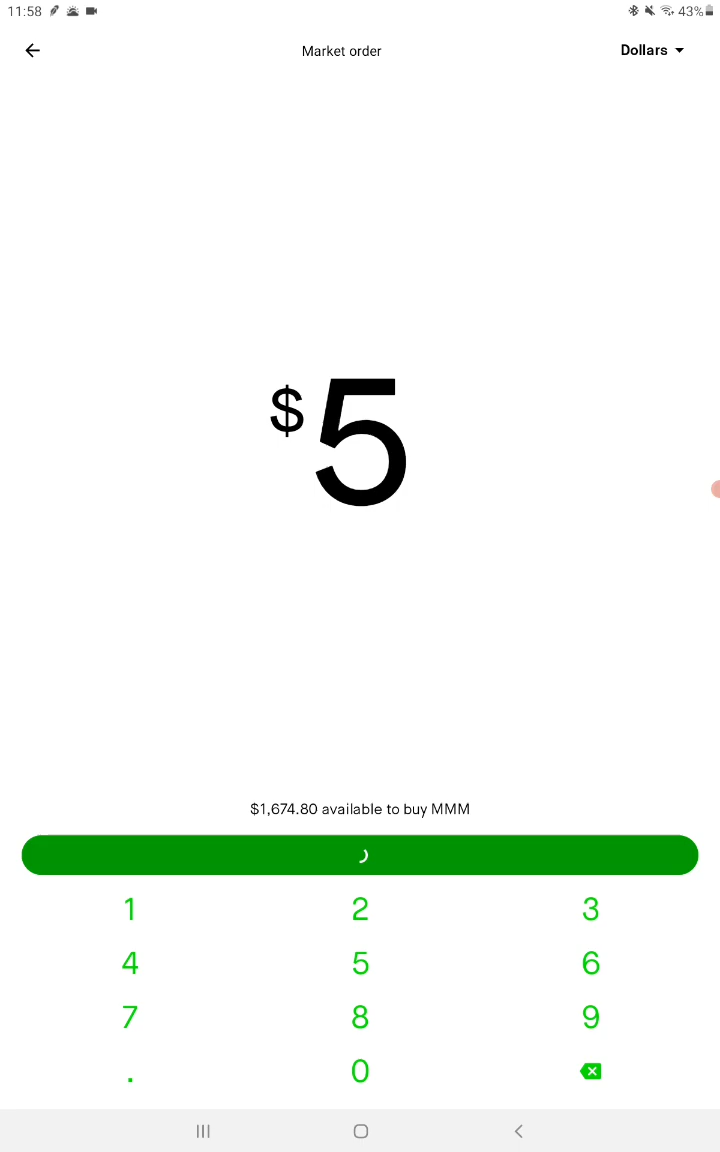 11:58
43%
Market order
Dollars
$5
$1,674.80 available to buy MMM
1 2 3
4 5 6
7 8 9
. 0